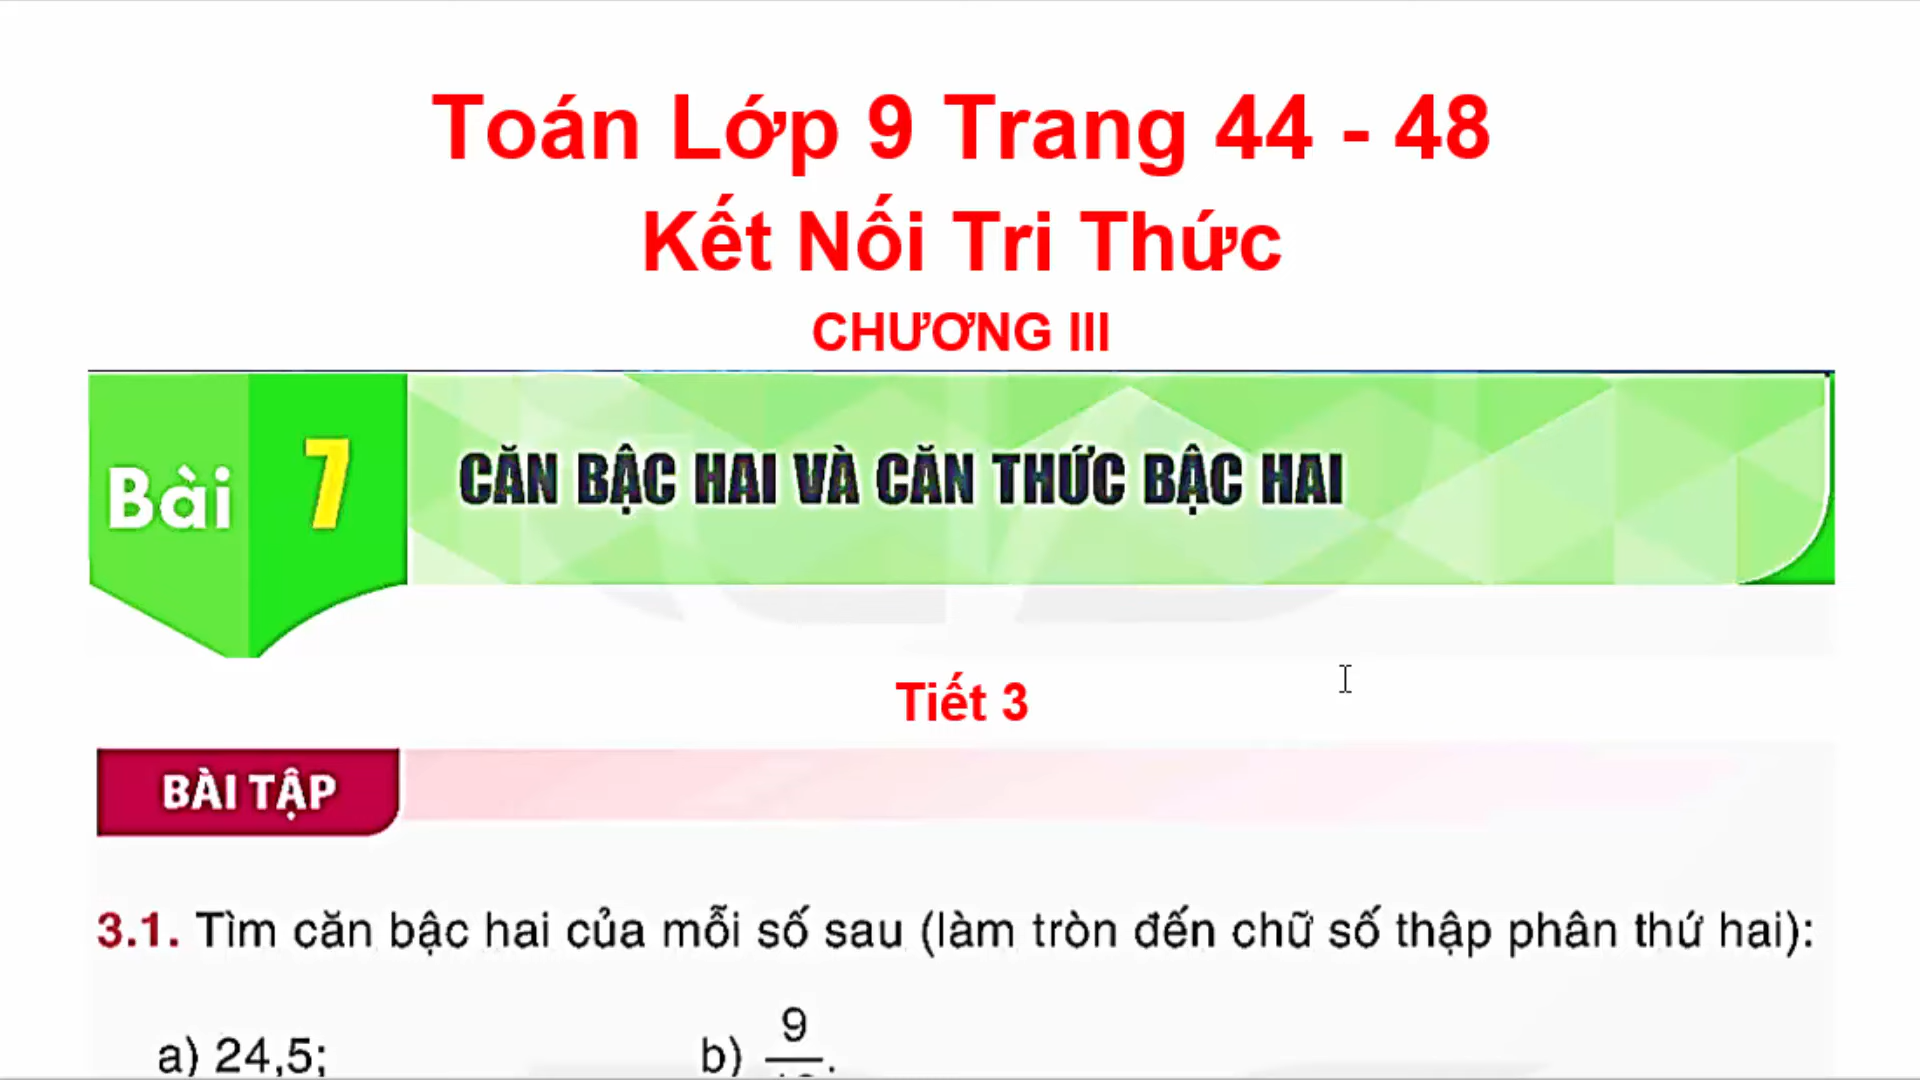 Toán Lớp 9 Trang 44 - 48
Kết Nối Tri Thức
CHƯƠNG III
Bài 7 CĂN BẬC HAI VÀ CĂN THỨC BẬC HAI
Tiết 3
BÀI TẬP
3.1. Tìm căn bậc hai của mỗi số sau (làm tròn đến chữ số thập phân thứ hai):
a) 24,5; b) 9